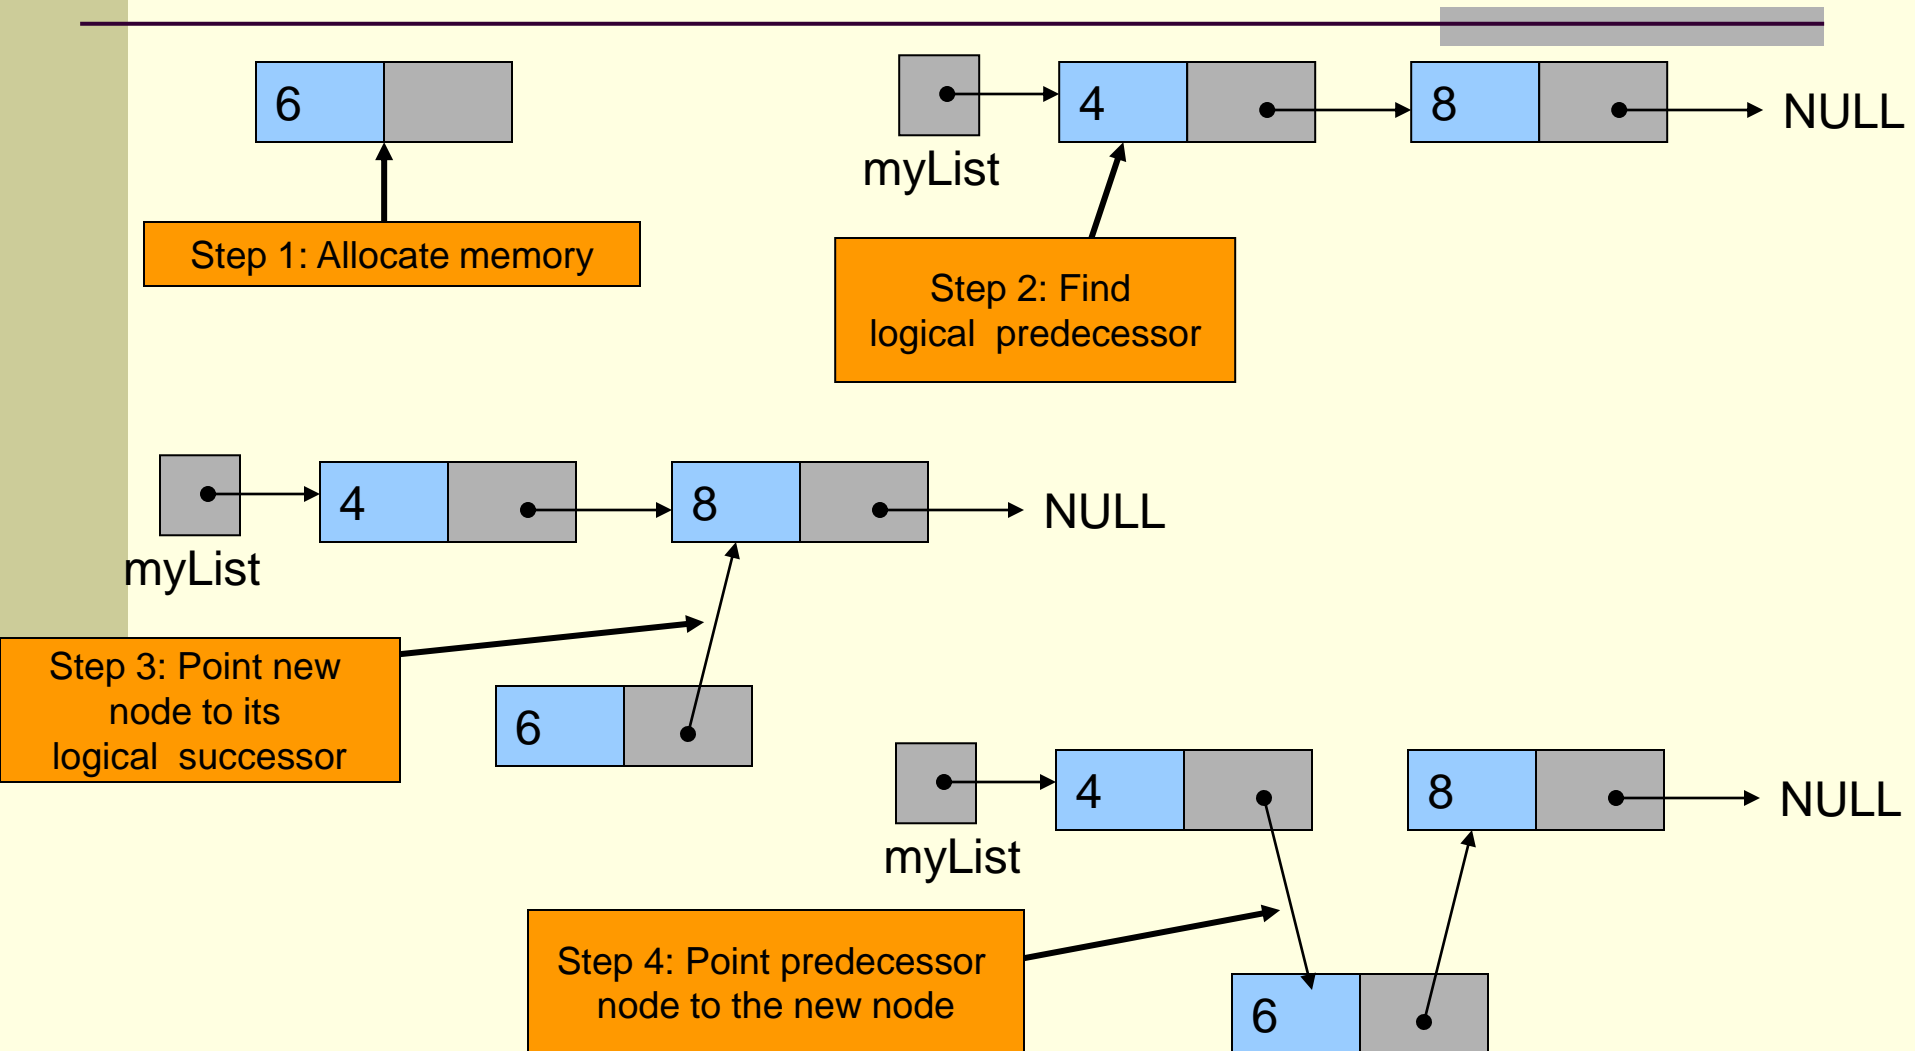 6
4
8
NULL
myList
Step 1: Allocate memory
Step 2: Find
logical predecessor
4
8
NULL
myList
Step 3: Point new
node to its
logical successor
6
4
8
NULL
myList
Step 4: Point predecessor
node to the new node
6